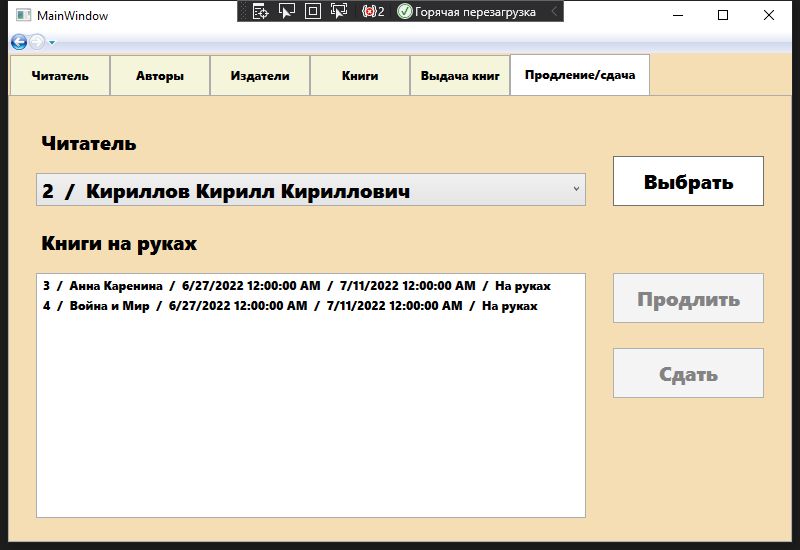 MainWindow
2
Горячая перезагрузка
Читатель
Авторы
Издатели
Книги
Выдача книг
Продление/сдача
Читатель
2 / Кириллов Кирилл Кириллович
Выбрать
Книги на руках
3 / Анна Каренина / 6/27/2022 12:00:00 AM / 7/11/2022 12:00:00 AM / На руках
4 / Война и Мир / 6/27/2022 12:00:00 AM / 7/11/2022 12:00:00 AM / На руках
Продлить
Сдать